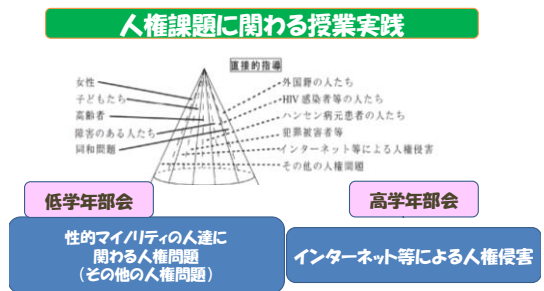 人権課題に関わる授業実践
直接的指導
女性
子どもたち
高齢者
障害のある人たち
同和問題
外国籍の人たち
HIV感染者等の人たち
ハンセン病元患者の人たち
犯罪被害者等
インターネット等による人権侵害
その他の人権問題
低学年部会
性的マイノリティの人達に
関わる人権問題
（その他の人権問題）
高学年部会
インターネット等による人権侵害